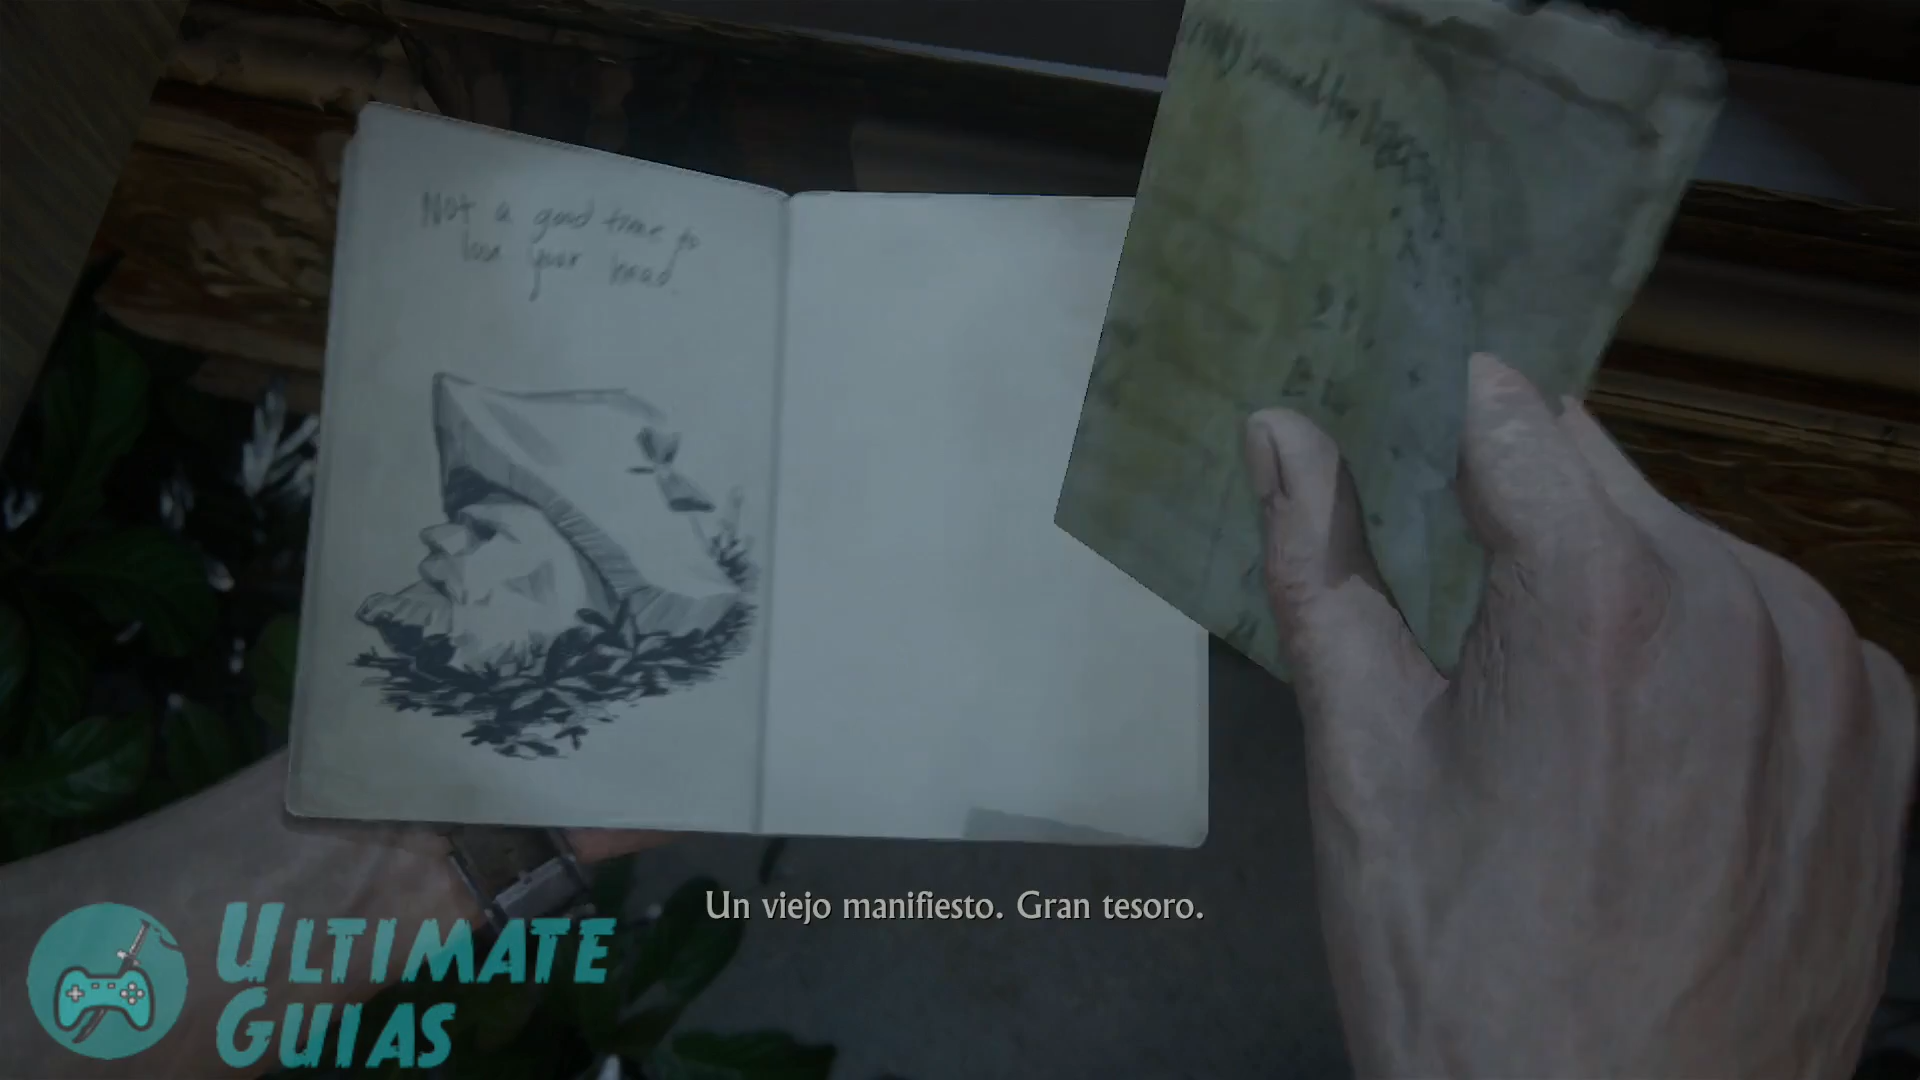 Not a good time to
lose your head.
Un viejo manifiesto. Gran tesoro.
ULTIMATE
GUIAS